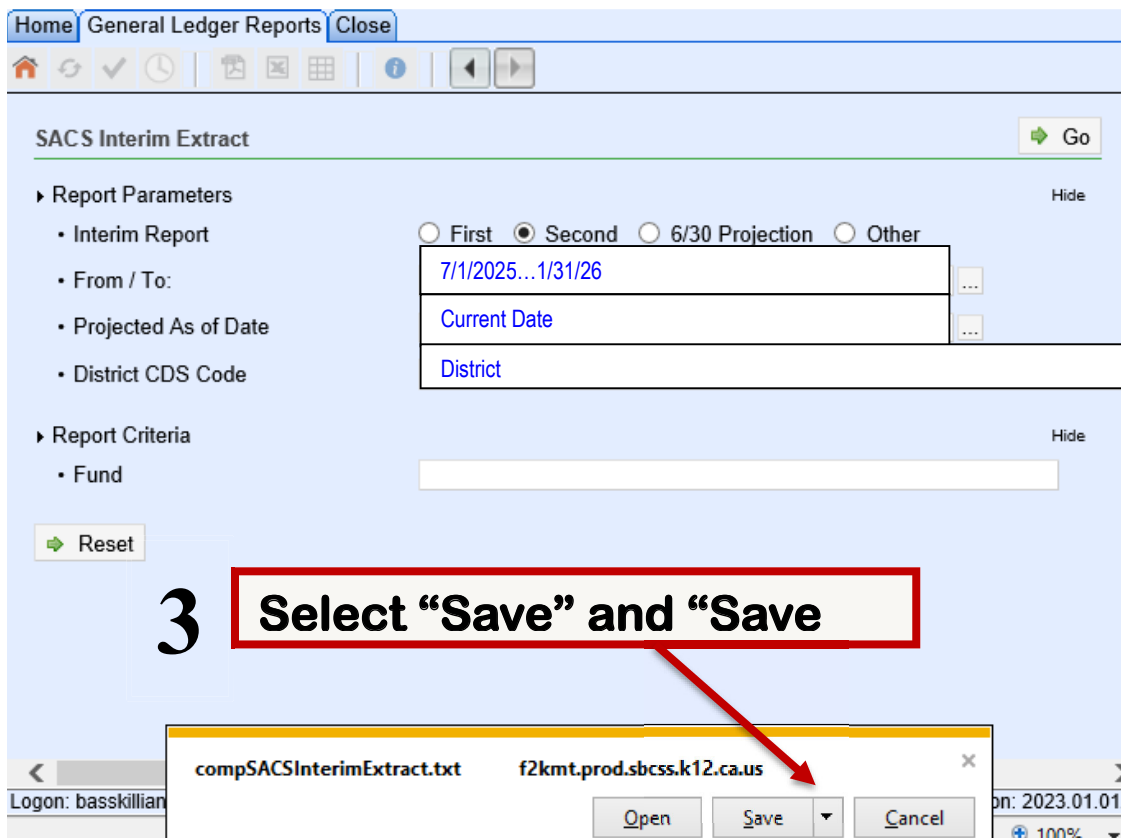 Home General Ledger Reports Close
SACS Interim Extract Go
Report Parameters Hide
• Interim Report First Second 6/30 Projection Other
• From / To: 7/1/2025…1/31/26 ...
• Projected As of Date Current Date ...
• District CDS Code District
Report Criteria Hide
• Fund
Reset
3 Select “Save” and “Save
compSACSInterimExtract.txt f2kmt.prod.sbcss.k12.ca.us
Logon: basskillian on: 2023.01.01
Open Save Cancel
100%